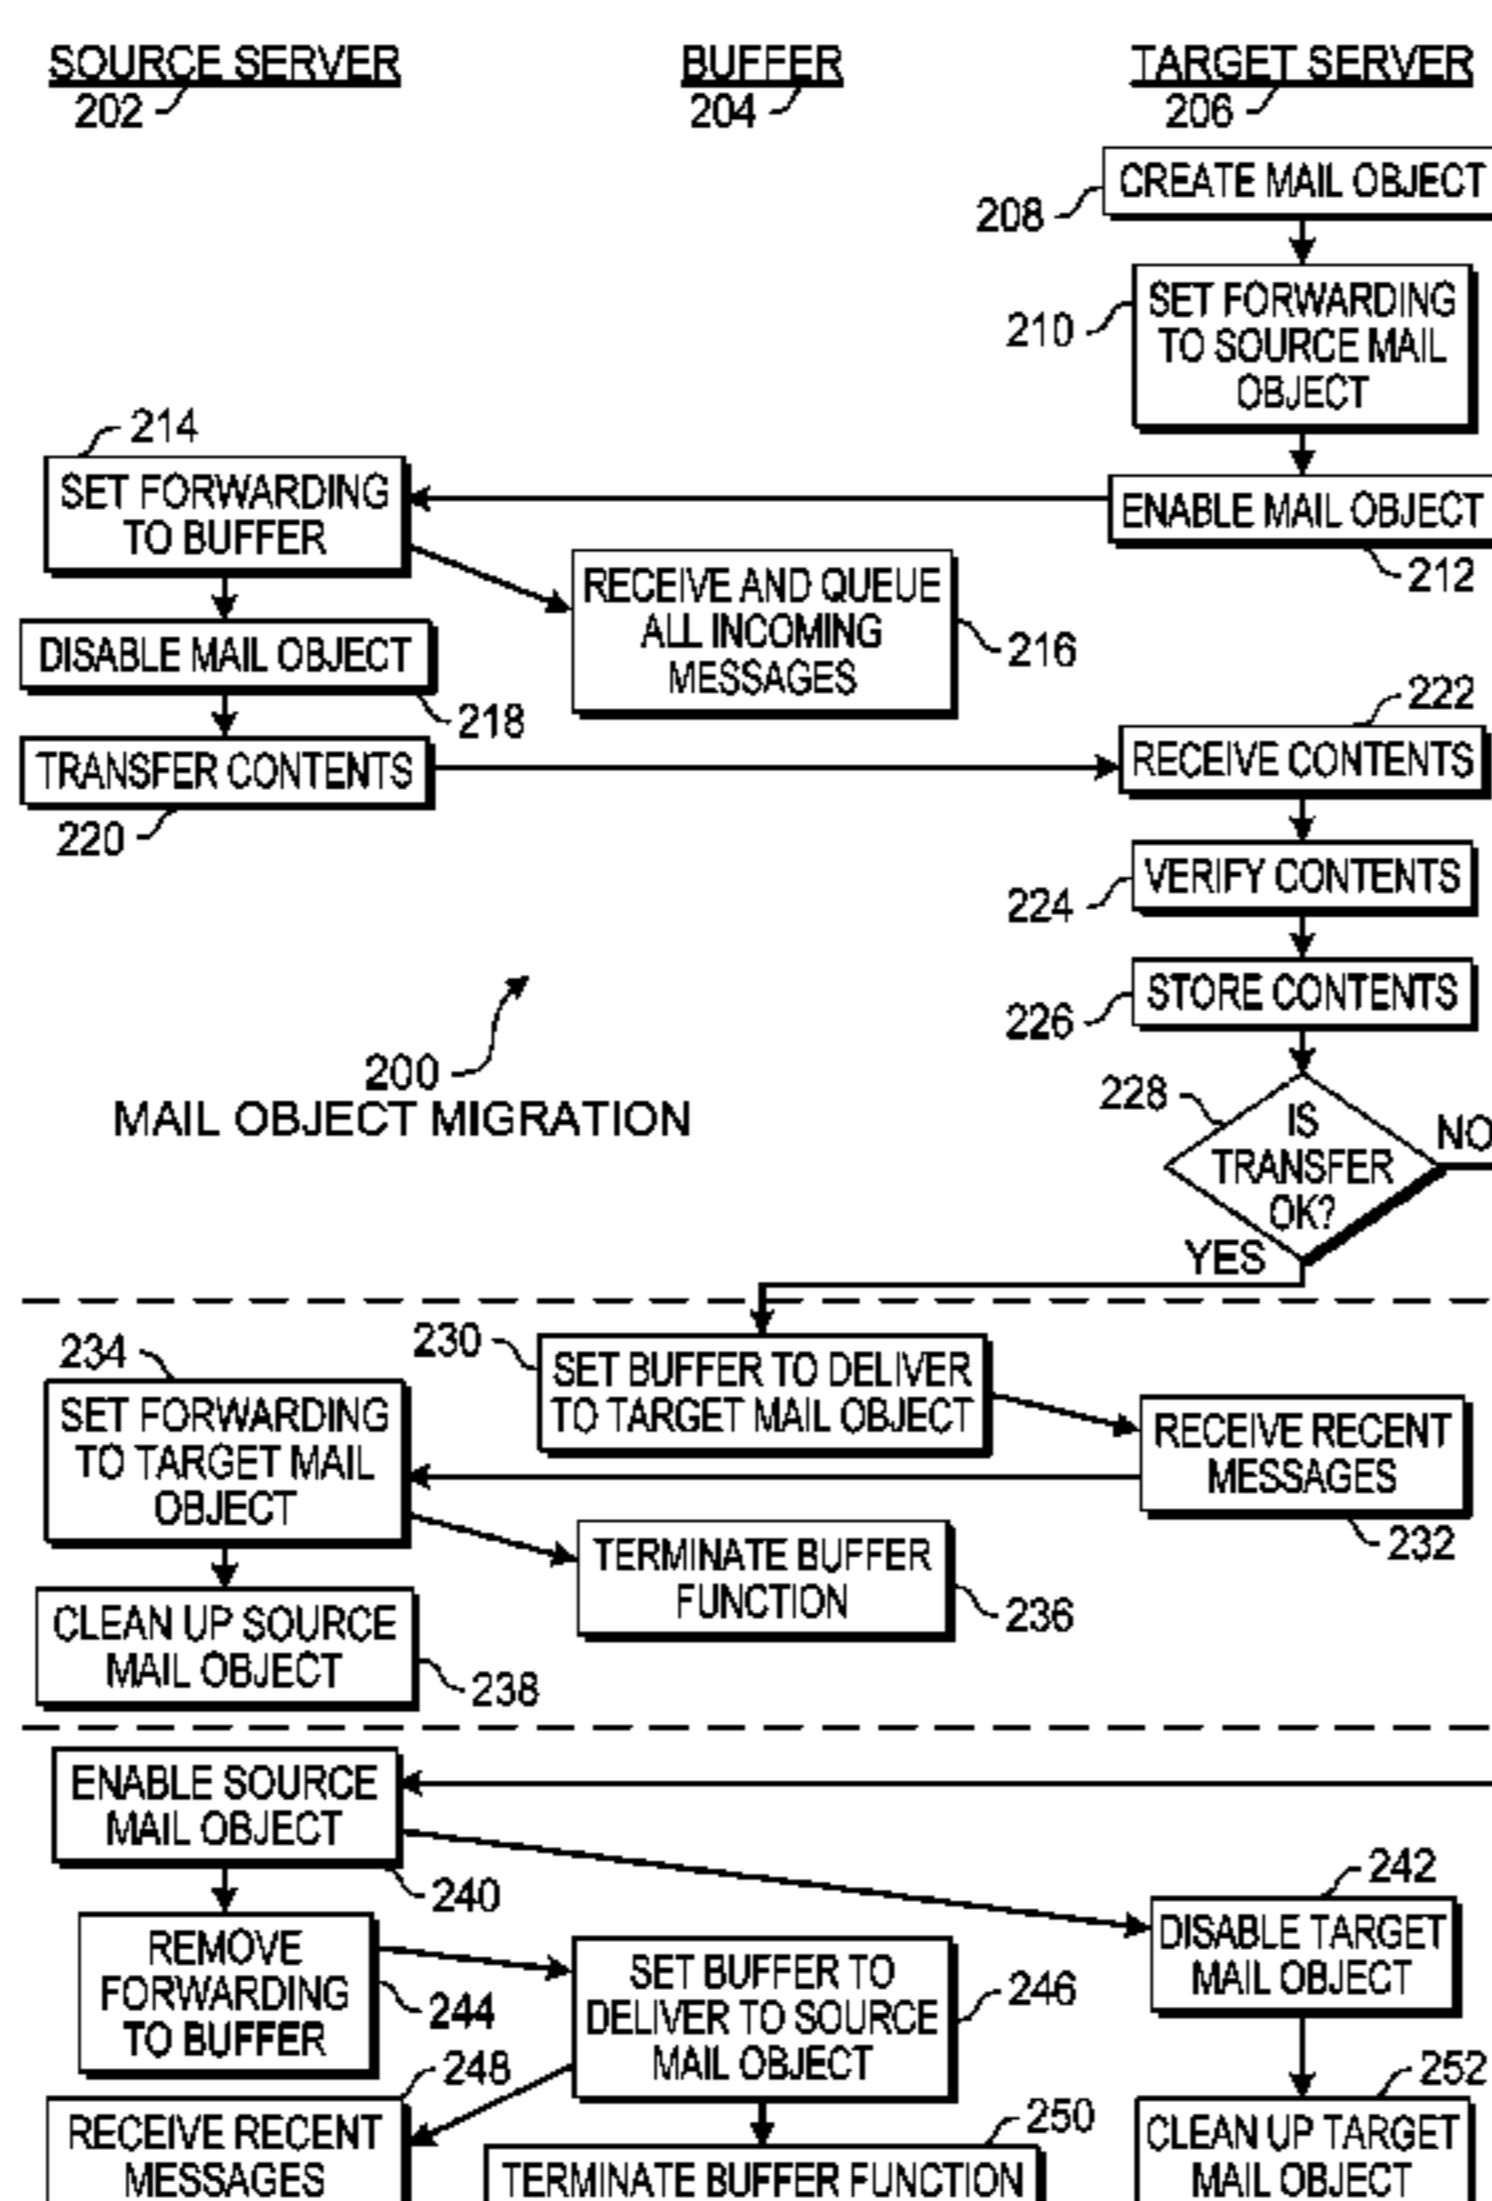 SOURCE SERVER
202
BUFFER
204
TARGET SERVER
206
CREATE MAIL OBJECT
208
SET FORWARDING
TO SOURCE MAIL
OBJECT
210
214
SET FORWARDING
TO BUFFER
ENABLE MAIL OBJECT
212
RECEIVE AND QUEUE
ALL INCOMING
MESSAGES
216
DISABLE MAIL OBJECT
218
222
TRANSFER CONTENTS
220
RECEIVE CONTENTS
VERIFY CONTENTS
224
STORE CONTENTS
226
200
MAIL OBJECT MIGRATION
228
IS
TRANSFER
OK?
NO
YES
234
230
SET FORWARDING
TO TARGET MAIL
OBJECT
SET BUFFER TO DELIVER
TO TARGET MAIL OBJECT
RECEIVE RECENT
MESSAGES
232
TERMINATE BUFFER
FUNCTION
236
CLEAN UP SOURCE
MAIL OBJECT
238
ENABLE SOURCE
MAIL OBJECT
240
242
DISABLE TARGET
MAIL OBJECT
REMOVE
FORWARDING
TO BUFFER
244
SET BUFFER TO
DELIVER TO SOURCE
MAIL OBJECT
246
248
RECEIVE RECENT
MESSAGES
250
TERMINATE BUFFER FUNCTION
252
CLEAN UP TARGET
MAIL OBJECT